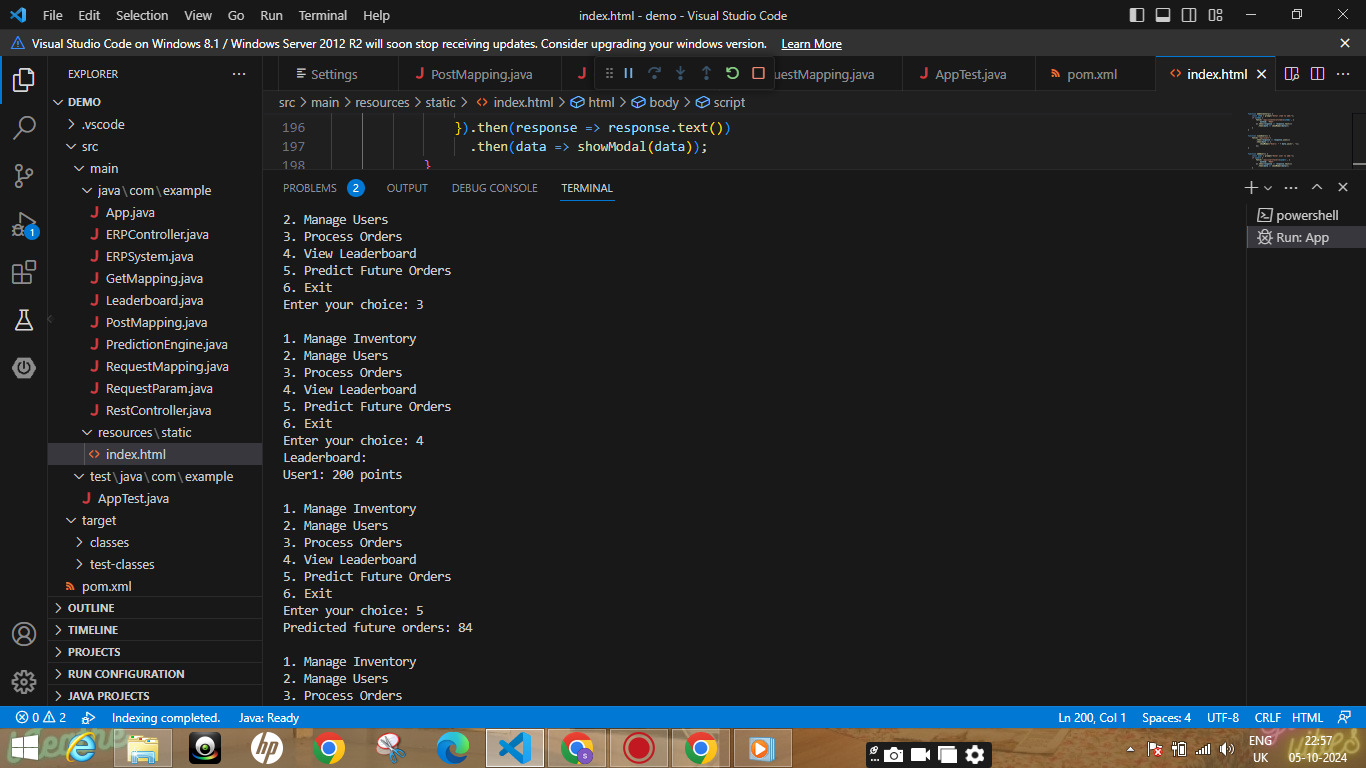 File Edit Selection View Go Run Terminal Help
index.html - demo - Visual Studio Code
Visual Studio Code on Windows 8.1 / Windows Server 2012 R2 will soon stop receiving updates. Consider upgrading your windows version. Learn More
EXPLORER
Settings
PostMapping.java
uestMapping.java
AppTest.java
pom.xml
index.html
src > main > resources > static > index.html > html > body > script
DEMO
.vscode
src
main
java\com\example
App.java
ERPController.java
ERPSystem.java
GetMapping.java
Leaderboard.java
PostMapping.java
PredictionEngine.java
RequestMapping.java
RequestParam.java
RestController.java
resources\static
index.html
test\java\com\example
AppTest.java
target
classes
test-classes
pom.xml
OUTLINE
TIMELINE
PROJECTS
RUN CONFIGURATION
JAVA PROJECTS
1
196 }).then(response => response.text())
197 .then(data => showModal(data));
198 }
PROBLEMS 2 OUTPUT DEBUG CONSOLE TERMINAL
powershell
Run: App
2. Manage Users
3. Process Orders
4. View Leaderboard
5. Predict Future Orders
6. Exit
Enter your choice: 3
1. Manage Inventory
2. Manage Users
3. Process Orders
4. View Leaderboard
5. Predict Future Orders
6. Exit
Enter your choice: 4
Leaderboard:
User1: 200 points
1. Manage Inventory
2. Manage Users
3. Process Orders
4. View Leaderboard
5. Predict Future Orders
6. Exit
Enter your choice: 5
Predicted future orders: 84
1. Manage Inventory
2. Manage Users
3. Process Orders
0 2 Indexing completed. Java: Ready
Ln 200, Col 1 Spaces: 4 UTF-8 CRLF HTML
hp
ENG
UK
22:57
05-10-2024